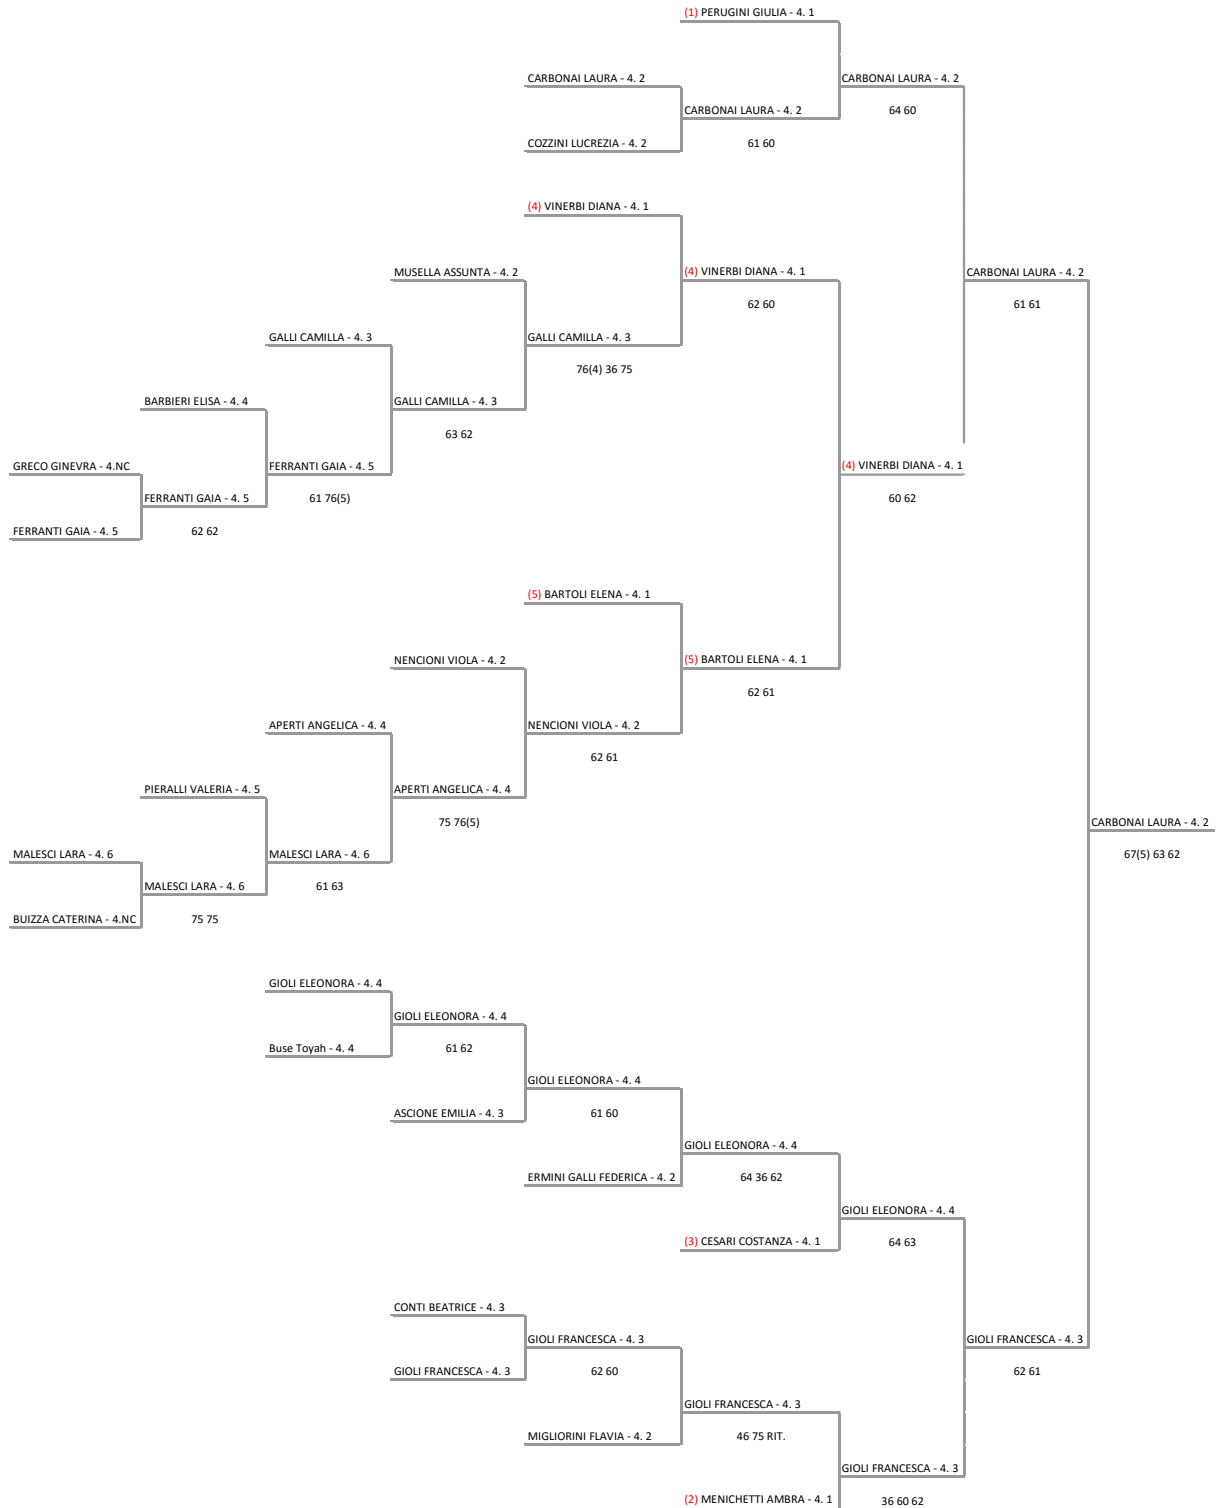 (1) PERUGINI GIULIA - 4. 1
CARBONAI LAURA - 4. 2
CARBONAI LAURA - 4. 2
CARBONAI LAURA - 4. 2
64 60
COZZINI LUCREZIA - 4. 2
61 60
(4) VINERBI DIANA - 4. 1
MUSELLA ASSUNTA - 4. 2
(4) VINERBI DIANA - 4. 1
CARBONAI LAURA - 4. 2
62 60
61 61
GALLI CAMILLA - 4. 3
GALLI CAMILLA - 4. 3
76(4) 36 75
BARBIERI ELISA - 4. 4
GALLI CAMILLA - 4. 3
63 62
GRECO GINEVRA - 4.NC
FERRANTI GAIA - 4. 5
(4) VINERBI DIANA - 4. 1
FERRANTI GAIA - 4. 5
61 76(5)
60 62
FERRANTI GAIA - 4. 5
62 62
(5) BARTOLI ELENA - 4. 1
NENCIONI VIOLA - 4. 2
(5) BARTOLI ELENA - 4. 1
62 61
APERTI ANGELICA - 4. 4
NENCIONI VIOLA - 4. 2
62 61
PIERALLI VALERIA - 4. 5
APERTI ANGELICA - 4. 4
75 76(5)
CARBONAI LAURA - 4. 2
MALESCI LARA - 4. 6
MALESCI LARA - 4. 6
67(5) 63 62
MALESCI LARA - 4. 6
61 63
BUIZZA CATERINA - 4.NC
75 75
GIOLI ELEONORA - 4. 4
GIOLI ELEONORA - 4. 4
Buse Toyah - 4. 4
61 62
GIOLI ELEONORA - 4. 4
ASCIONE EMILIA - 4. 3
61 60
GIOLI ELEONORA - 4. 4
ERMINI GALLI FEDERICA - 4. 2
64 36 62
GIOLI ELEONORA - 4. 4
(3) CESARI COSTANZA - 4. 1
64 63
CONTI BEATRICE - 4. 3
GIOLI FRANCESCA - 4. 3
GIOLI FRANCESCA - 4. 3
GIOLI FRANCESCA - 4. 3
62 60
62 61
GIOLI FRANCESCA - 4. 3
MIGLIORINI FLAVIA - 4. 2
46 75 RIT.
GIOLI FRANCESCA - 4. 3
(2) MENICHETTI AMBRA - 4. 1
36 60 62